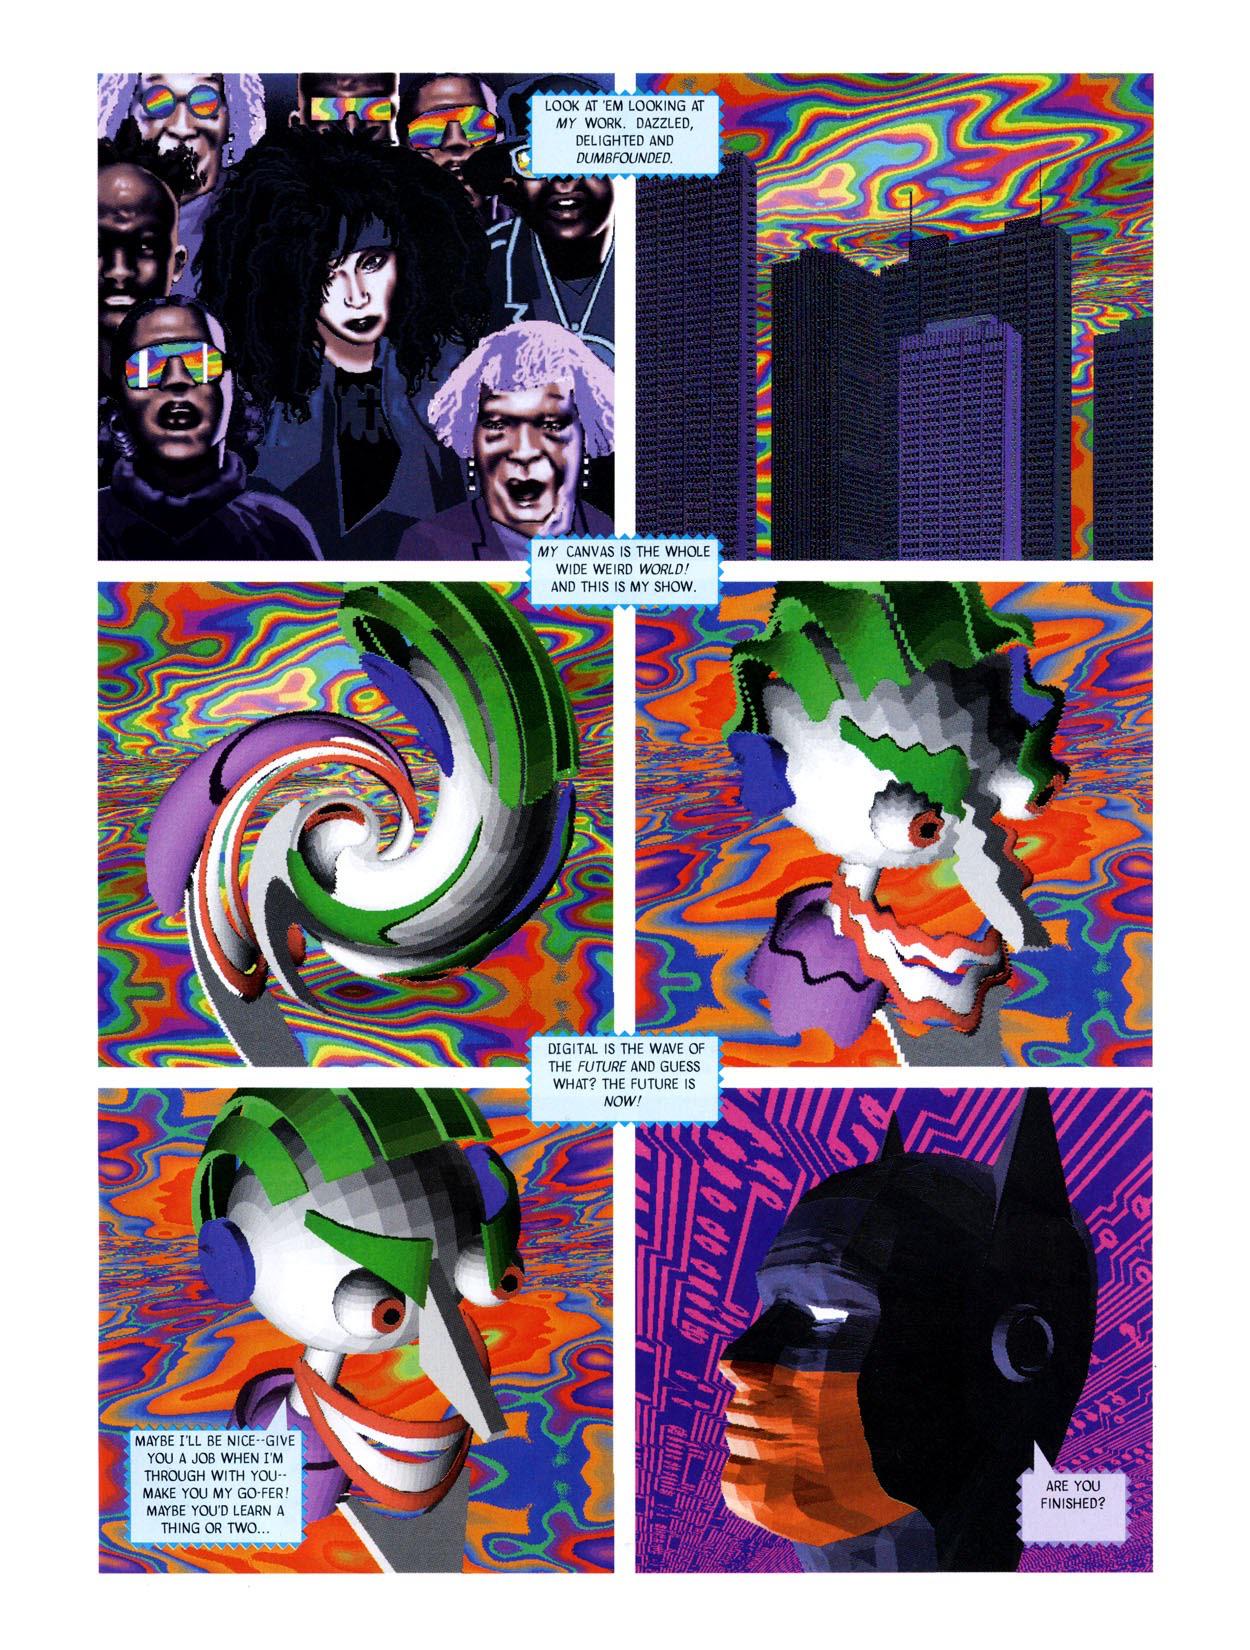 LOOK AT 'EM LOOKING AT
MY WORK. DAZZLED,
DELIGHTED AND
DUMBFOUNDED.
MY CANVAS IS THE WHOLE
WIDE WEIRD WORLD!
AND THIS IS MY SHOW.
DIGITAL IS THE WAVE OF
THE FUTURE AND GUESS
WHAT? THE FUTURE IS
NOW!
MAYBE I'LL BE NICE--GIVE
YOU A JOB WHEN I'M
THROUGH WITH YOU--
MAKE YOU MY GO-FER!
MAYBE YOU'D LEARN A
THING OR TWO...
ARE YOU
FINISHED?